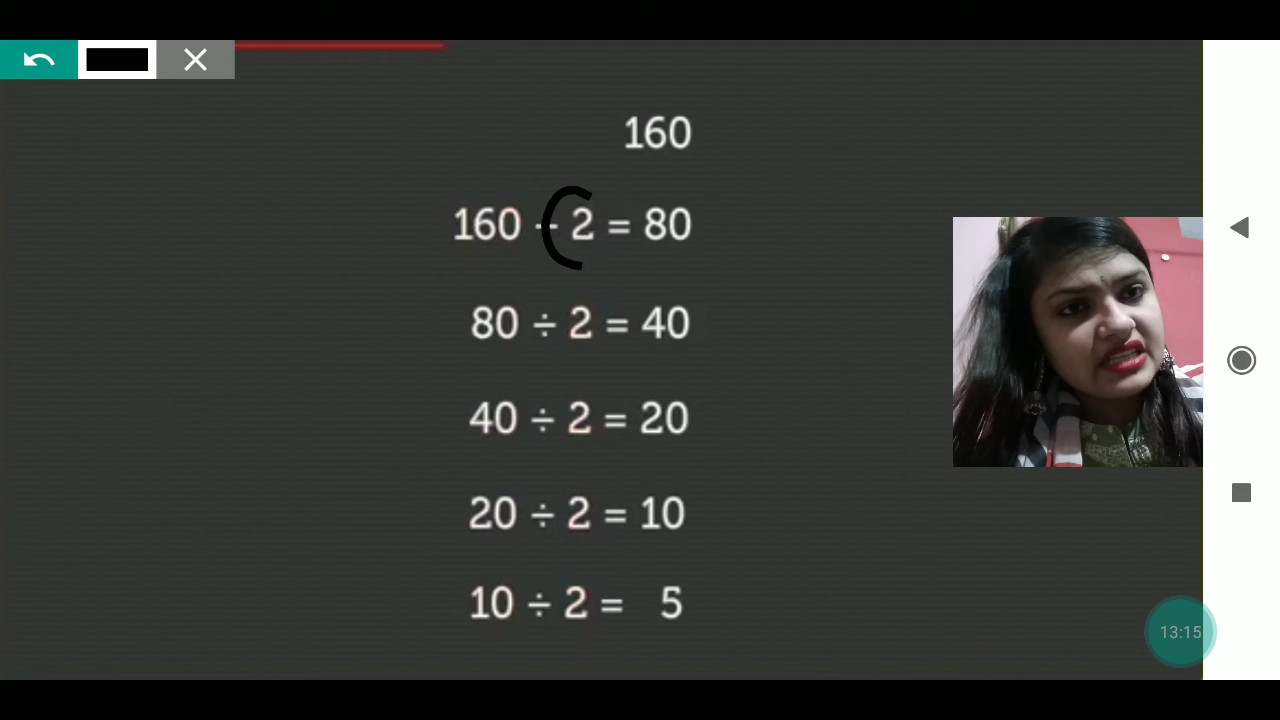 160
160 ÷ 2 = 80
80 ÷ 2 = 40
40 ÷ 2 = 20
20 ÷ 2 = 10
10 ÷ 2 = 5
13:15